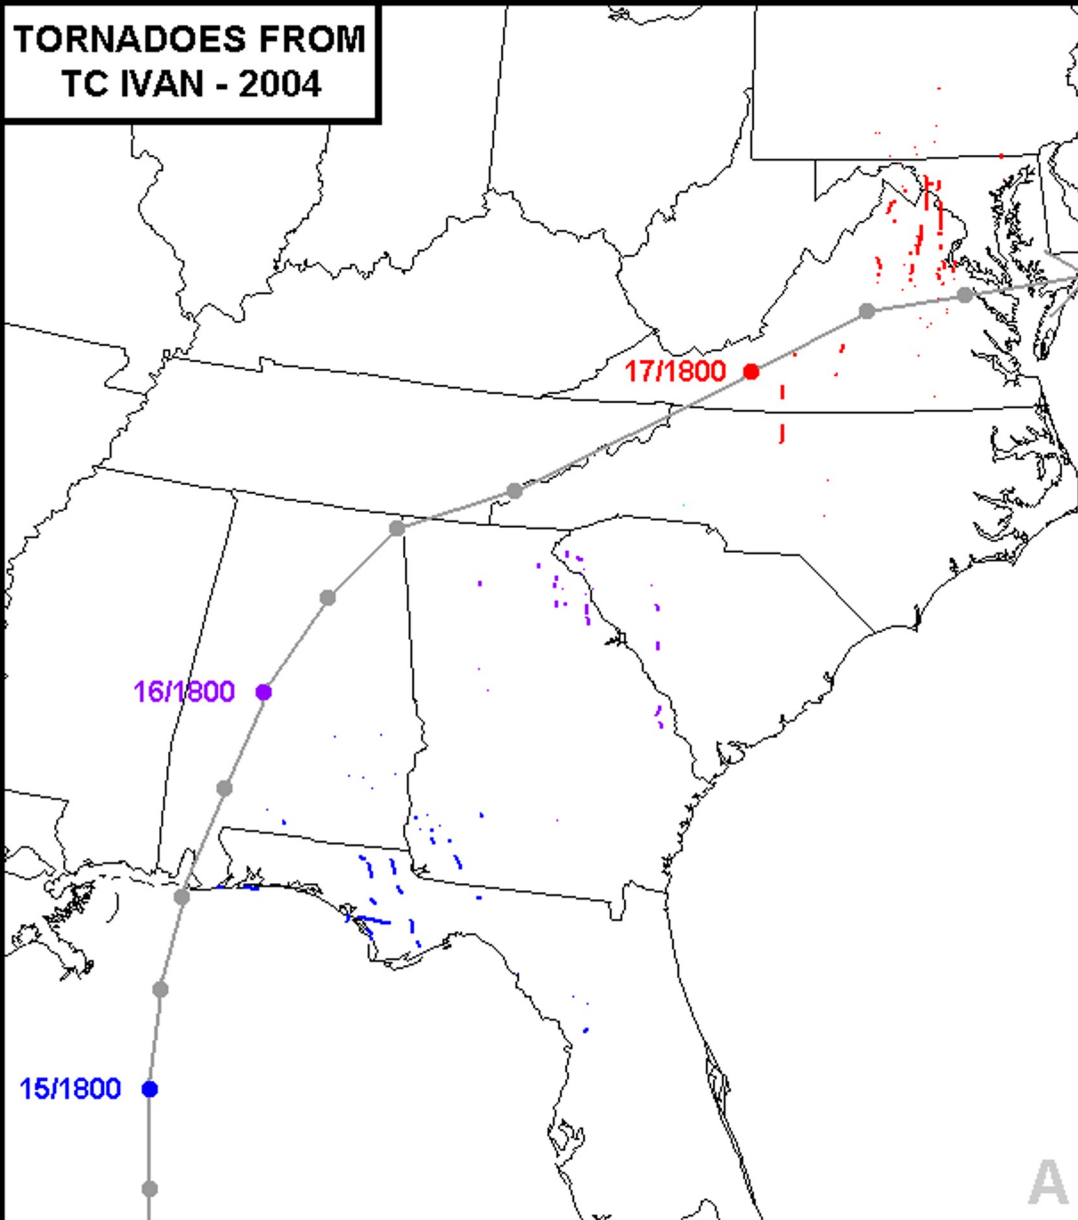 TORNADOES FROM
TC IVAN - 2004
17/1800
16/1800
15/1800
A